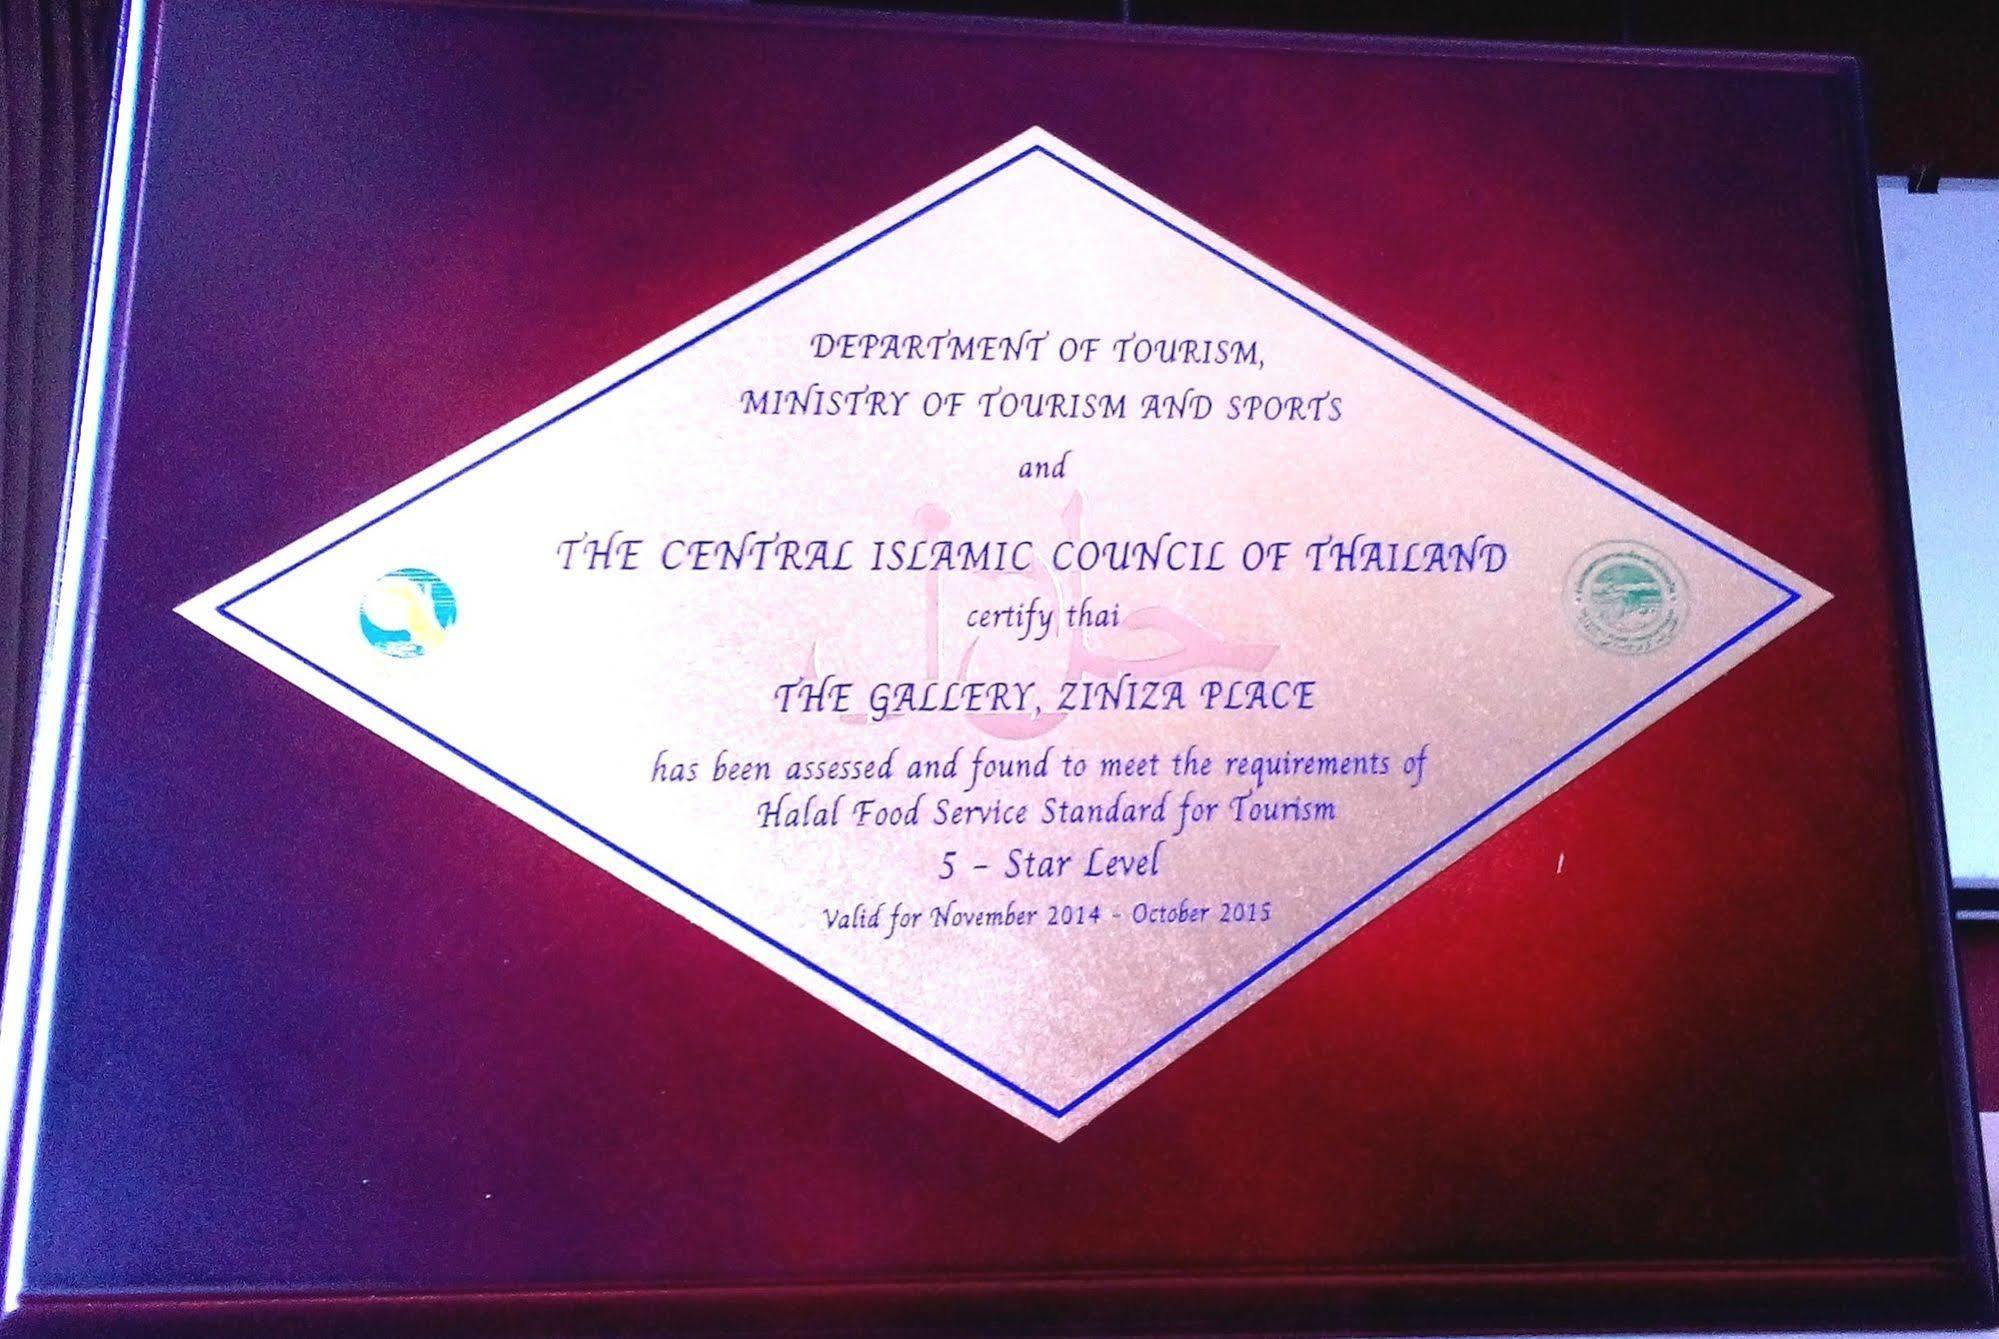 DEPARTMENT OF TOURISM,
MINISTRY OF TOURISM AND SPORTS
and
THE CENTRAL ISLAMIC COUNCIL OF THAILAND
certify thai
THE GALLERY, ZINIZA PLACE
has been assessed and found to meet the requirements of
Halal Food Service Standard for Tourism
5 - Star Level
Valid for November 2014 - October 2015
حلال